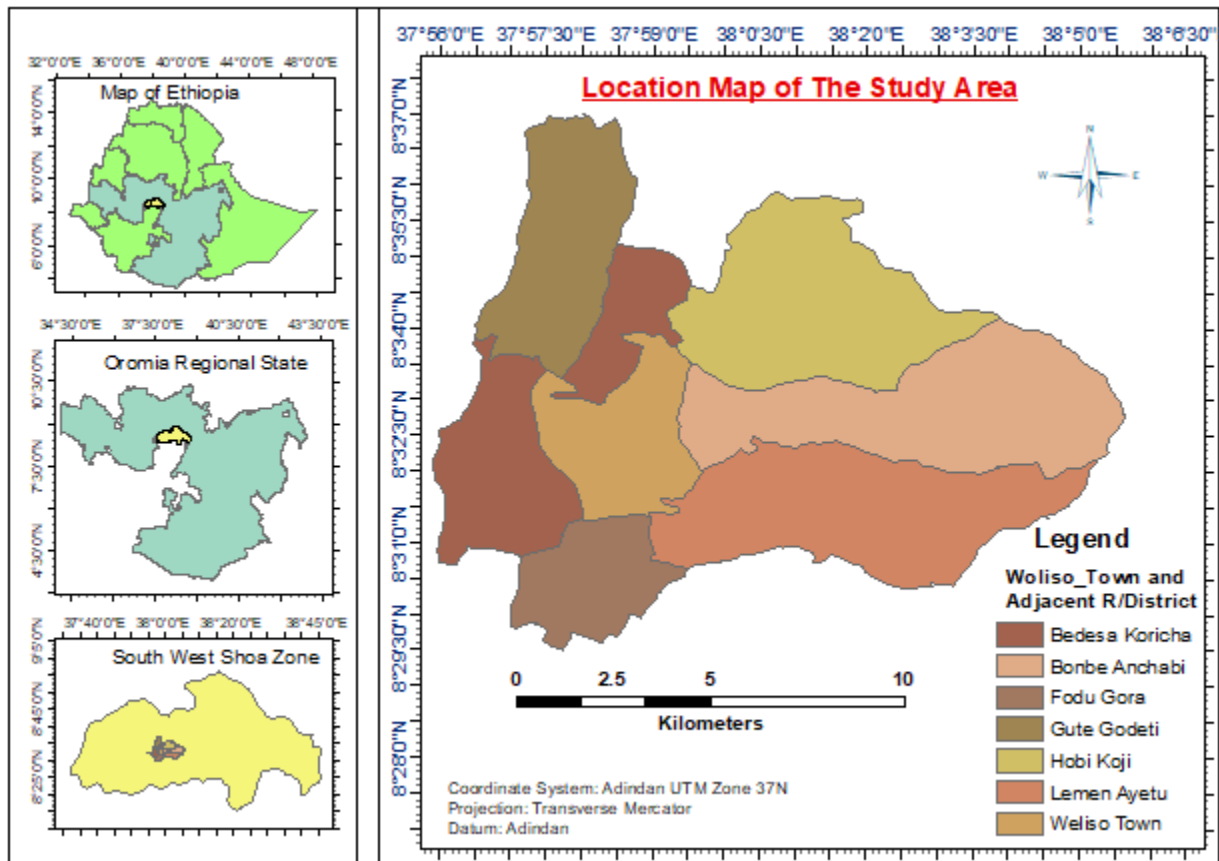 32°0'0"E 36°0'0"E 40°0'0"E 44°0'0"E 48°0'0"E
Map of Ethiopia
14°0'0"N
10°0'0"N
6°0'0"N
34°30'0"E 37°30'0"E 40°30'0"E 43°30'0"E
Oromia Regional State
10°30'0"N
7°30'0"N
4°30'0"N
37°40'0"E 38°0'0"E 38°20'0"E 38°45'0"E
South West Shoa Zone
9°5'0"N
8°45'0"N
8°25'0"N
37°56'0"E 37°57'30"E 37°59'0"E 38°0'30"E 38°2'0"E 38°3'30"E 38°5'0"E 38°6'30"E
Location Map of The Study Area
N
W E
S
8°37'0"N
8°35'30"N
8°34'0"N
8°32'30"N
8°31'0"N
8°29'30"N
8°28'0"N
0 2.5 5 10
Kilometers
Coordinate System: Adindan UTM Zone 37N
Projection: Transverse Mercator
Datum: Adindan
Legend
Woliso_Town and
Adjacent R/District
Bedesa Koricha
Bonbe Anchabi
Fodu Gora
Gute Godeti
Hobi Koji
Lemen Ayetu
Weliso Town